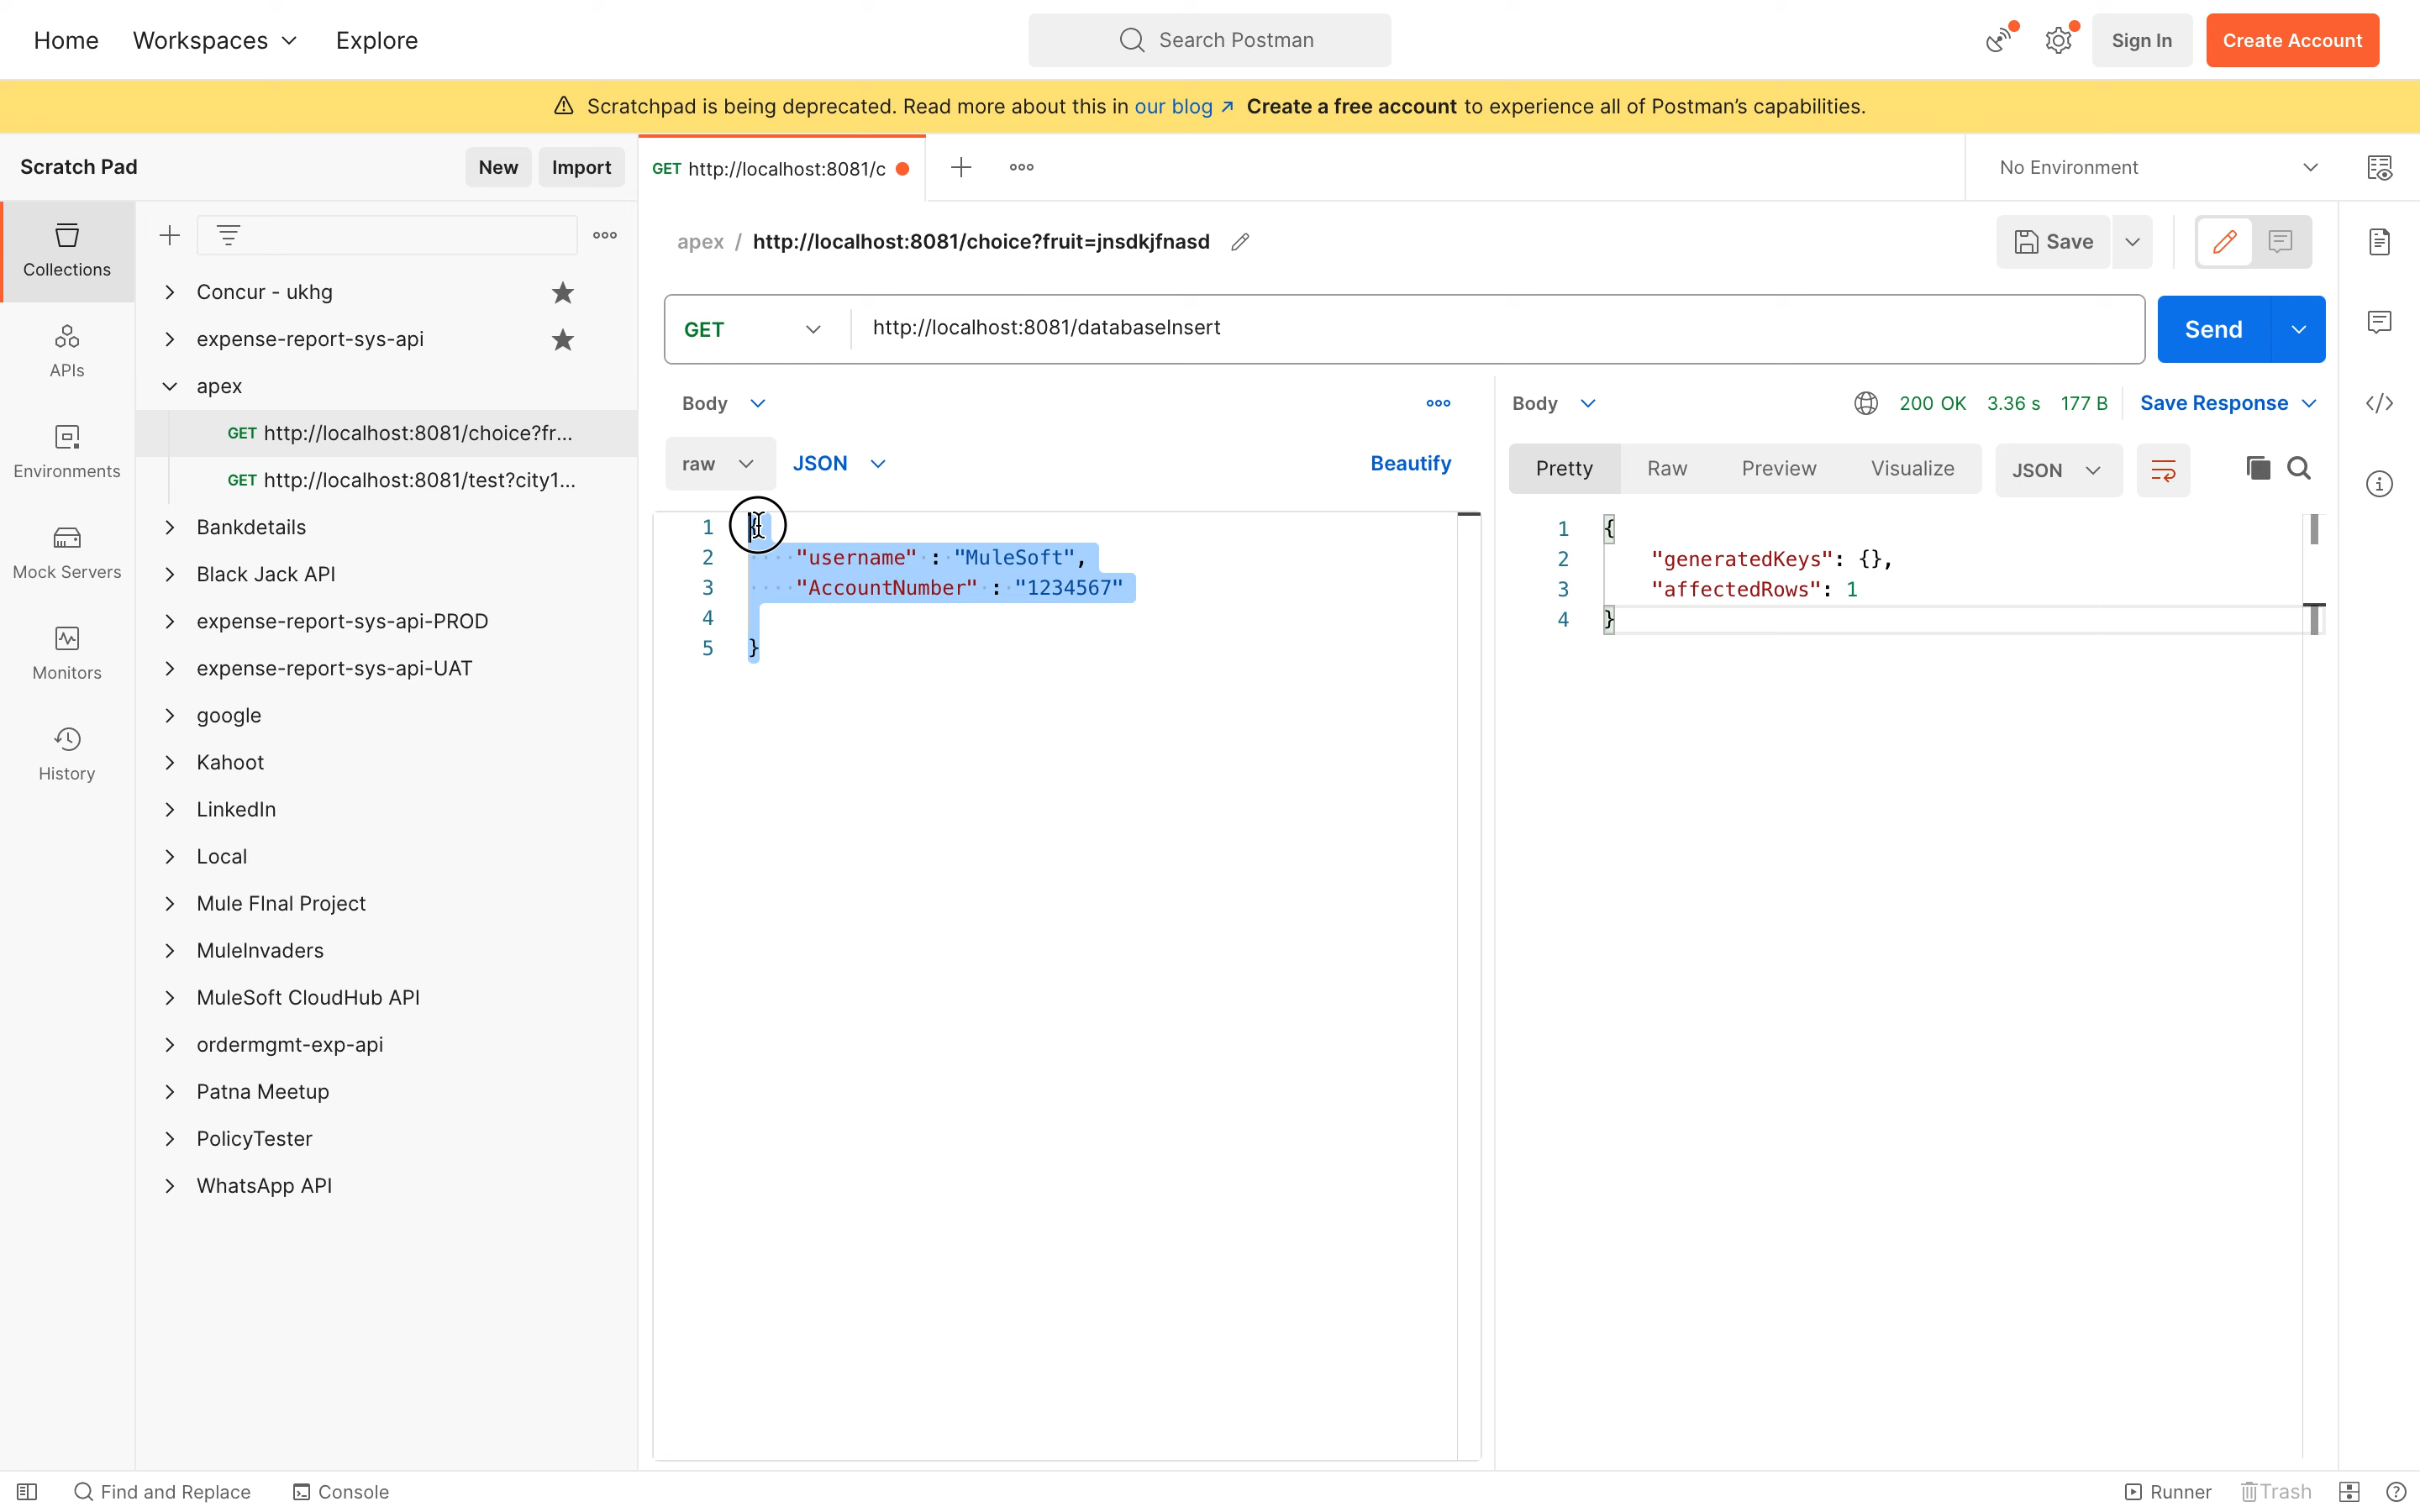 Home Workspaces Explore Search Postman Sign In Create Account
Scratchpad is being deprecated. Read more about this in our blog ↗ Create a free account to experience all of Postman's capabilities.
Scratch Pad New Import GET http://localhost:8081/c No Environment
apex / http://localhost:8081/choice?fruit=jnsdkjfnasd Save
Collections
APIs
Environments
Mock Servers
Monitors
History
Concur - ukhg
expense-report-sys-api
apex
GET http://localhost:8081/choice?fr...
GET http://localhost:8081/test?city1...
Bankdetails
Black Jack API
expense-report-sys-api-PROD
expense-report-sys-api-UAT
google
Kahoot
LinkedIn
Local
Mule FInal Project
MuleInvaders
MuleSoft CloudHub API
ordermgmt-exp-api
Patna Meetup
PolicyTester
WhatsApp API
GET http://localhost:8081/databaseInsert Send
Body
raw JSON Beautify
1 {
2 "username" : "MuleSoft",
3 "AccountNumber" : "1234567"
4
5 }
Body 200 OK 3.36 s 177 B Save Response
Pretty Raw Preview Visualize JSON
1 {
2 "generatedKeys": {},
3 "affectedRows": 1
4 }
Find and Replace Console Runner Trash